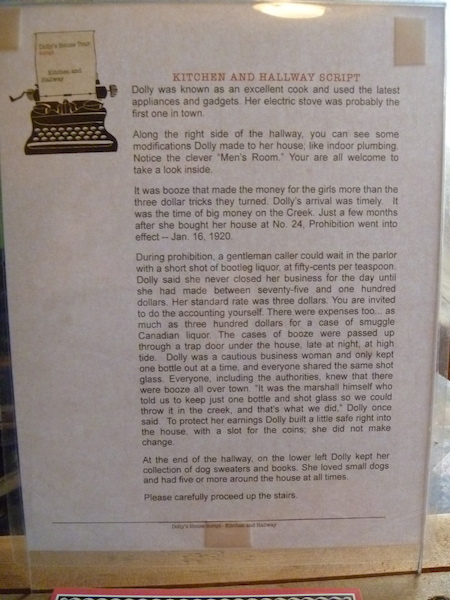 Dolly's House Tour
Script
Kitchen and
Hallway
KITCHEN AND HALLWAY SCRIPT
Dolly was known as an excellent cook and used the latest
appliances and gadgets. Her electric stove was probably the
first one in town.
Along the right side of the hallway, you can see some
modifications Dolly made to her house; like indoor plumbing.
Notice the clever "Men's Room." Your are all welcome to
take a look inside.
It was booze that made the money for the girls more than the
three dollar tricks they turned. Dolly's arrival was timely. It
was the time of big money on the Creek. Just a few months
after she bought her house at No. 24, Prohibition went into
effect -- Jan. 16, 1920.
During prohibition, a gentleman caller could wait in the parlor
with a short shot of bootleg liquor, at fifty-cents per teaspoon.
Dolly said she never closed her business for the day until
she had made between seventy-five and one hundred
dollars. Her standard rate was three dollars. You are invited
to do the accounting yourself. There were expenses too... as
much as three hundred dollars for a case of smuggle
Canadian liquor. The cases of booze were passed up
through a trap door under the house, late at night, at high
tide. Dolly was a cautious business woman and only kept
one bottle out at a time, and everyone shared the same shot
glass. Everyone, including the authorities, knew that there
were booze all over town. "It was the marshall himself who
told us to keep just one bottle and shot glass so we could
throw it in the creek, and that's what we did," Dolly once
said. To protect her earnings Dolly built a little safe right into
the house, with a slot for the coins; she did not make
change.
At the end of the hallway, on the lower left Dolly kept her
collection of dog sweaters and books. She loved small dogs
and had five or more around the house at all times.
Please carefully proceed up the stairs.
Dolly's House Script - Kitchen and Hallway